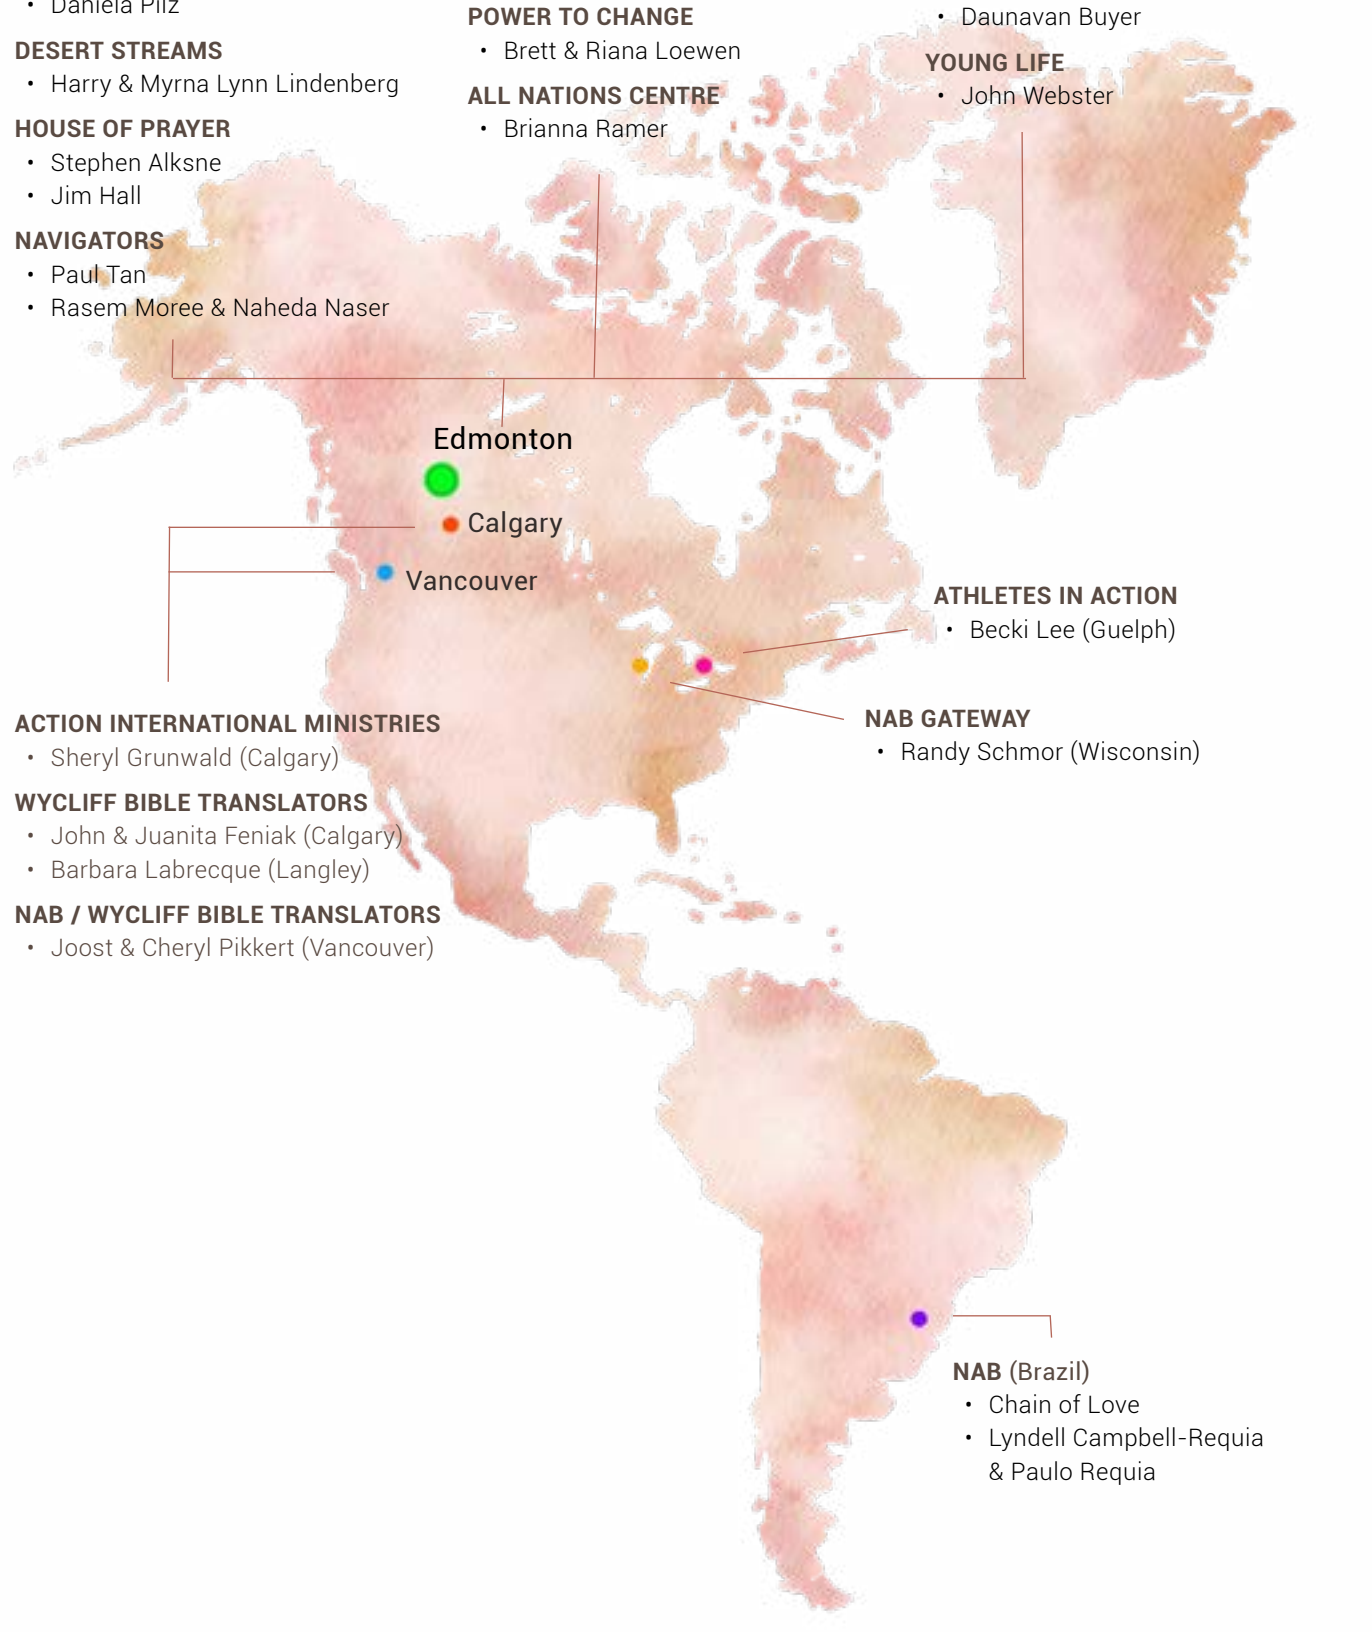 • Daniela Pilz
DESERT STREAMS
• Harry & Myrna Lynn Lindenberg
HOUSE OF PRAYER
• Stephen Alksne
• Jim Hall
NAVIGATORS
• Paul Tan
• Rasem Moree & Naheda Naser
POWER TO CHANGE
• Brett & Riana Loewen
ALL NATIONS CENTRE
• Brianna Ramer
• Daunavan Buyer
YOUNG LIFE
• John Webster
Edmonton
Calgary
Vancouver
ATHLETES IN ACTION
• Becki Lee (Guelph)
NAB GATEWAY
• Randy Schmor (Wisconsin)
ACTION INTERNATIONAL MINISTRIES
• Sheryl Grunwald (Calgary)
WYCLIFF BIBLE TRANSLATORS
• John & Juanita Feniak (Calgary)
• Barbara Labrecque (Langley)
NAB / WYCLIFF BIBLE TRANSLATORS
• Joost & Cheryl Pikkert (Vancouver)
NAB (Brazil)
• Chain of Love
• Lyndell Campbell-Requia
& Paulo Requia